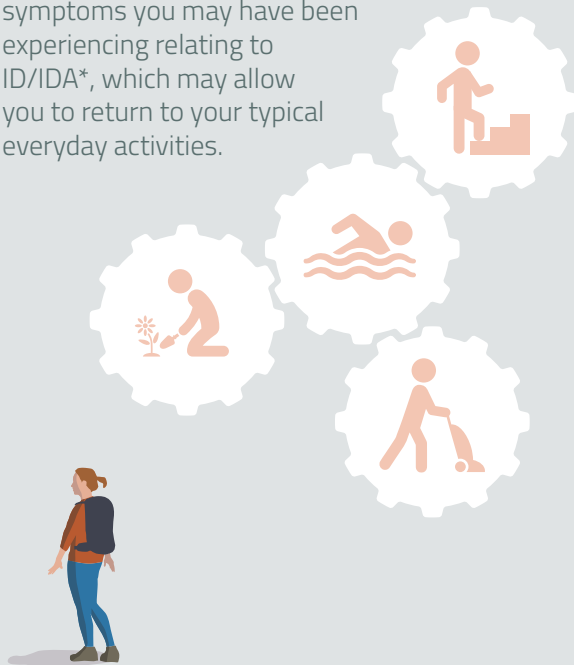 symptoms you may have been
experiencing relating to
ID/IDA*, which may allow
you to return to your typical
everyday activities.